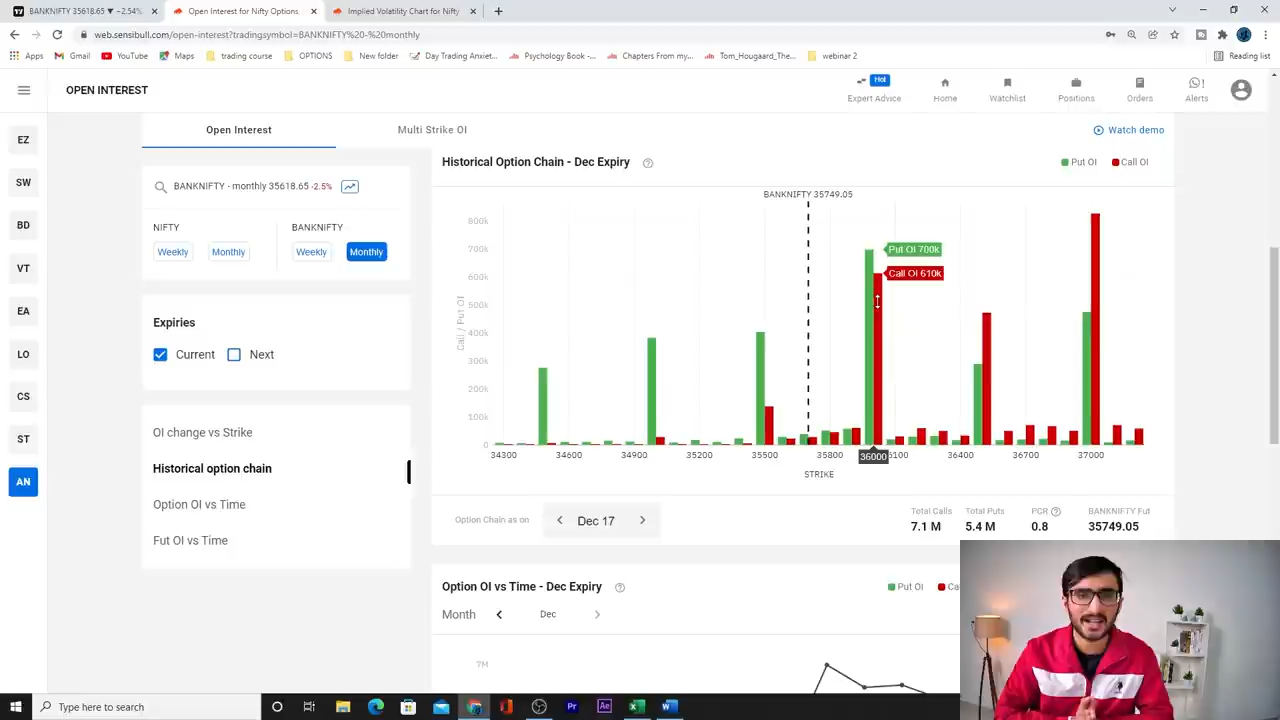 BANKNIFTY 35618.65 ▼ −2.54%
Open Interest for Nifty Options
Implied Volatility Chart for Nifty
web.sensibull.com/open-interest?tradingsymbol=BANKNIFTY%20-%20monthly
Apps
Gmail
YouTube
Maps
trading course
OPTIONS
New folder
Day Trading Anxiet...
Psychology Book -...
Chapters From my...
Tom_Hougaard_The...
webinar 2
Reading list
OPEN INTEREST
Hot
Expert Advice
Home
Watchlist
Positions
Orders
Alerts
EZ
SW
BD
VT
EA
LO
CS
ST
AN
Open Interest
Multi Strike OI
Watch demo
BANKNIFTY - monthly 35618.65 -2.5%
NIFTY
BANKNIFTY
Weekly
Monthly
Weekly
Monthly
Expiries
Current
Next
OI change vs Strike
Historical option chain
Option OI vs Time
Fut OI vs Time
Historical Option Chain - Dec Expiry
Put OI
Call OI
BANKNIFTY 35749.05
800k
700k
600k
500k
400k
300k
200k
100k
0
Call / Put OI
Put OI 700k
Call OI 610k
34300
34600
34900
35200
35500
35800
36000
36400
36700
37000
STRIKE
Option Chain as on
Dec 17
Total Calls
7.1 M
Total Puts
5.4 M
PCR
0.8
BANKNIFTY Fut
35749.05
Option OI vs Time - Dec Expiry
Put OI
Month
Dec
7M
Type here to search